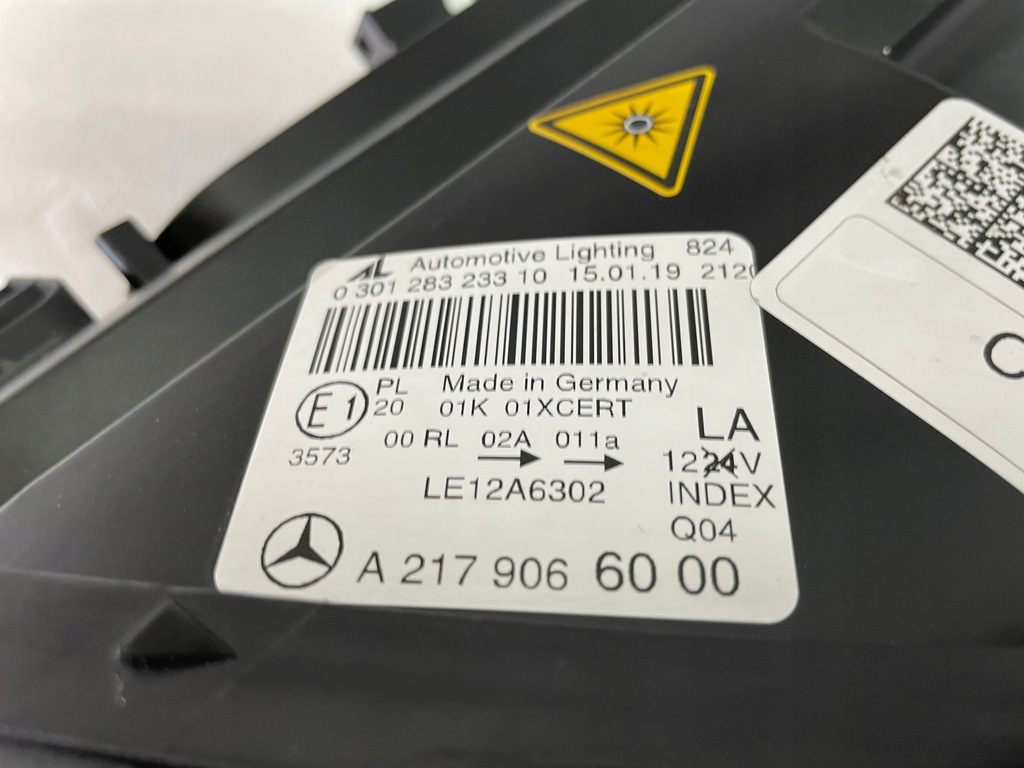 AL Automotive Lighting 824
0 301 283 233 10 15.01.19 2120
E1 PL Made in Germany
20 01K 01XCERT
00 RL 02A 011a LA
3573
→ → 1224V
LE12A6302 INDEX
Q04
A 217 906 66 00